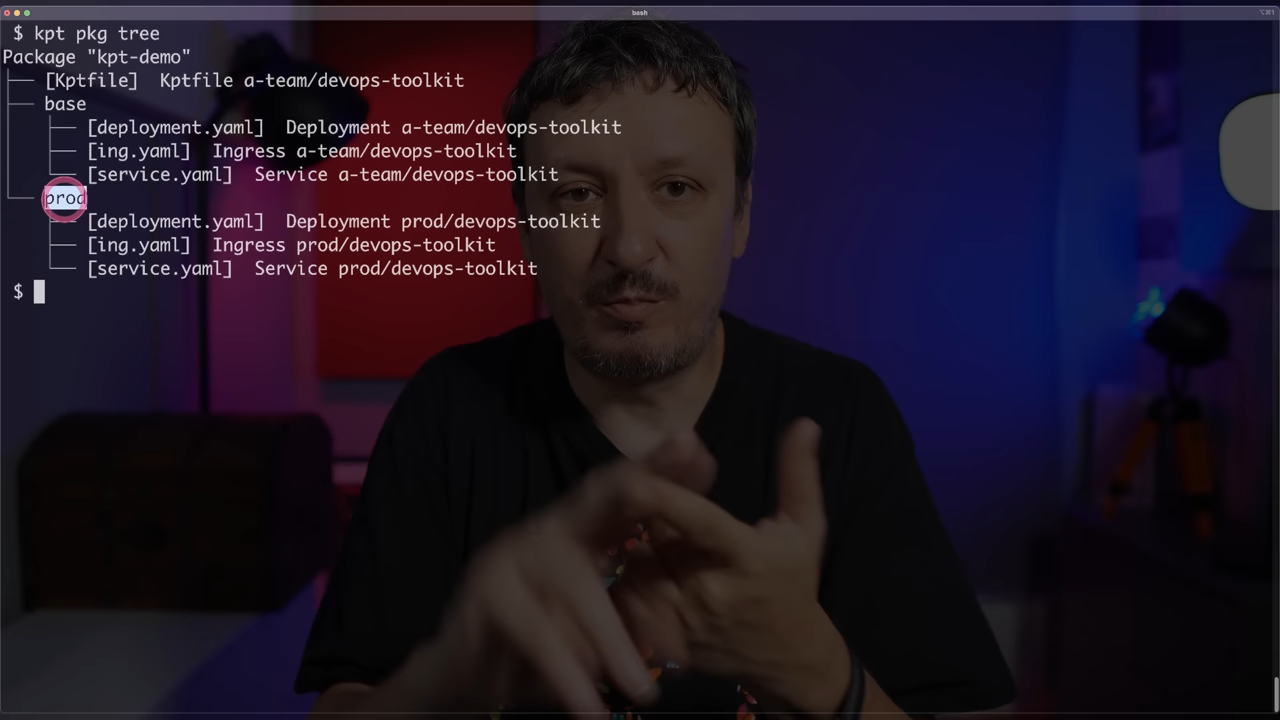 bash
⌥⌘1
$ kpt pkg tree
Package "kpt-demo"
├── [Kptfile]  Kptfile a-team/devops-toolkit
├── base
│   ├── [deployment.yaml]  Deployment a-team/devops-toolkit
│   ├── [ing.yaml]  Ingress a-team/devops-toolkit
│   └── [service.yaml]  Service a-team/devops-toolkit
└── prod
    ├── [deployment.yaml]  Deployment prod/devops-toolkit
    ├── [ing.yaml]  Ingress prod/devops-toolkit
    └── [service.yaml]  Service prod/devops-toolkit
$